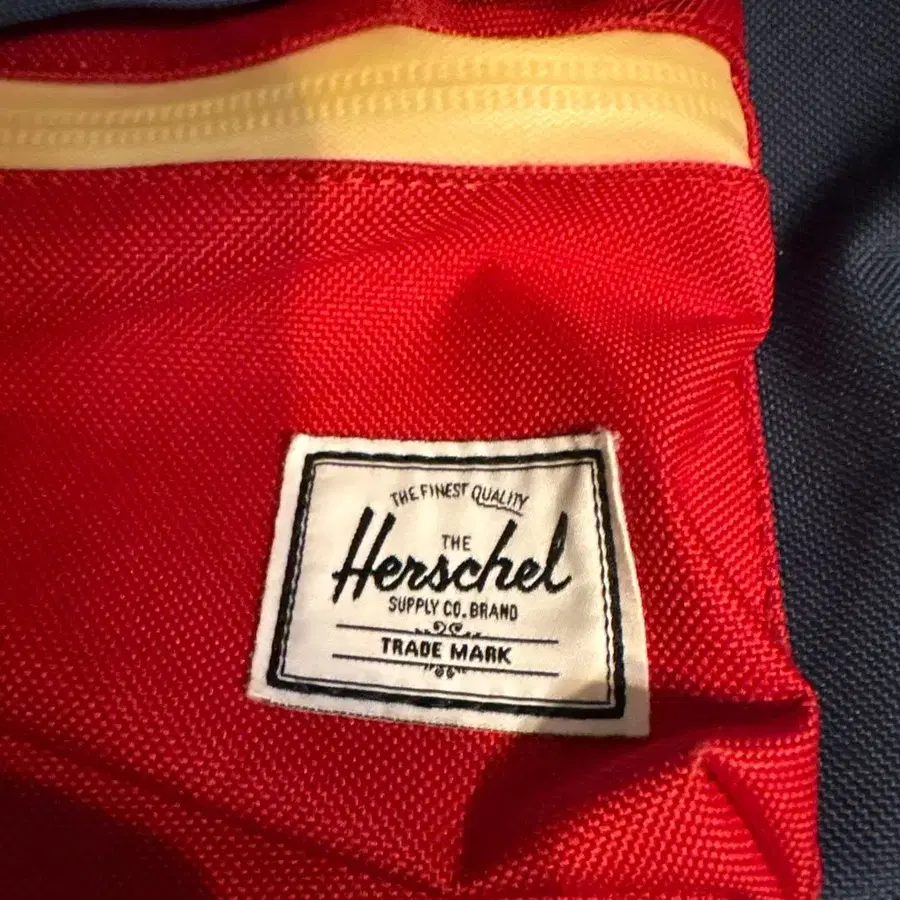 THE FINEST QUALITY
THE
Herschel
SUPPLY CO. BRAND
TRADE MARK